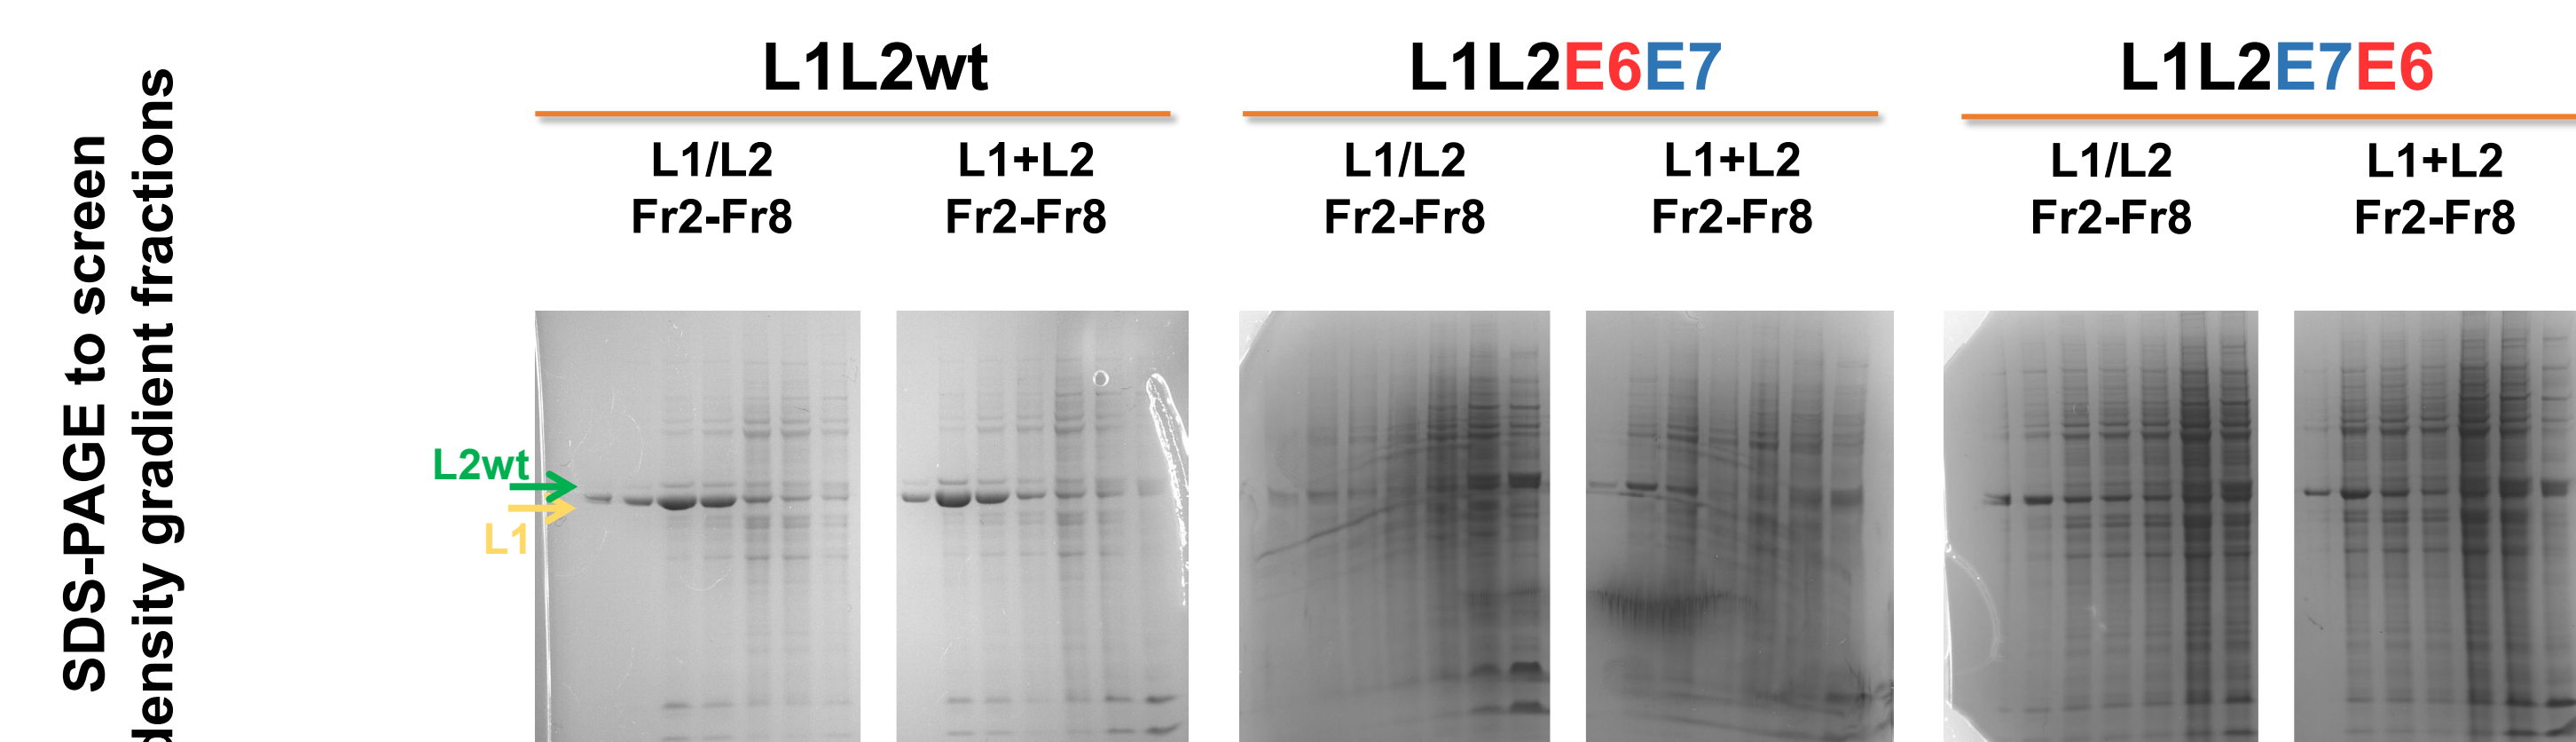 SDS-PAGE to screen
density gradient fractions
L1L2wt
L1/L2
Fr2-Fr8
L1+L2
Fr2-Fr8
L1L2E6E7
L1/L2
Fr2-Fr8
L1+L2
Fr2-Fr8
L1L2E7E6
L1/L2
Fr2-Fr8
L1+L2
Fr2-Fr8
L2wt
L1